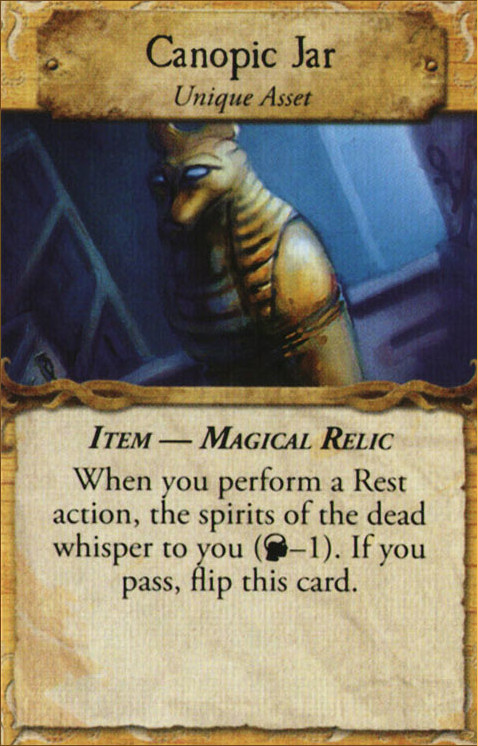 Canopic Jar
Unique Asset
Item — Magical Relic
When you perform a Rest
action, the spirits of the dead
whisper to you (–1). If you
pass, flip this card.